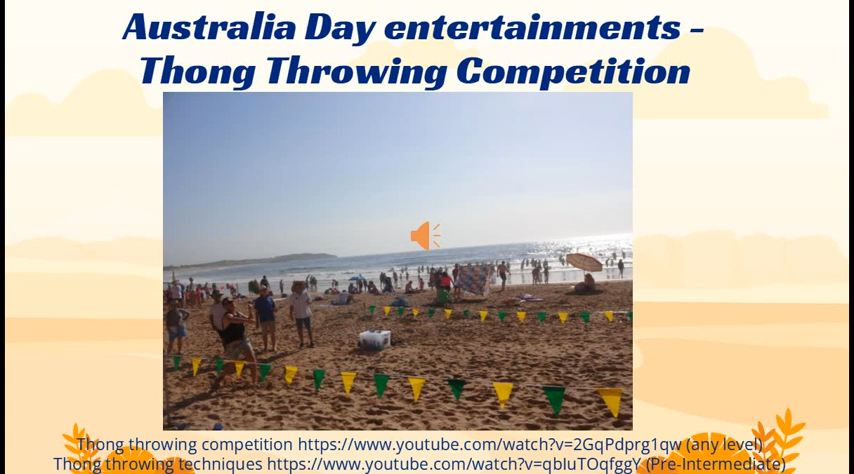 Australia Day entertainments -
Thong Throwing Competition
Thong throwing competition https://www.youtube.com/watch?v=2GqPdprg1qw (any level)
Thong throwing techniques https://www.youtube.com/watch?v=qbIuTOqfggY (Pre-Intermediate)